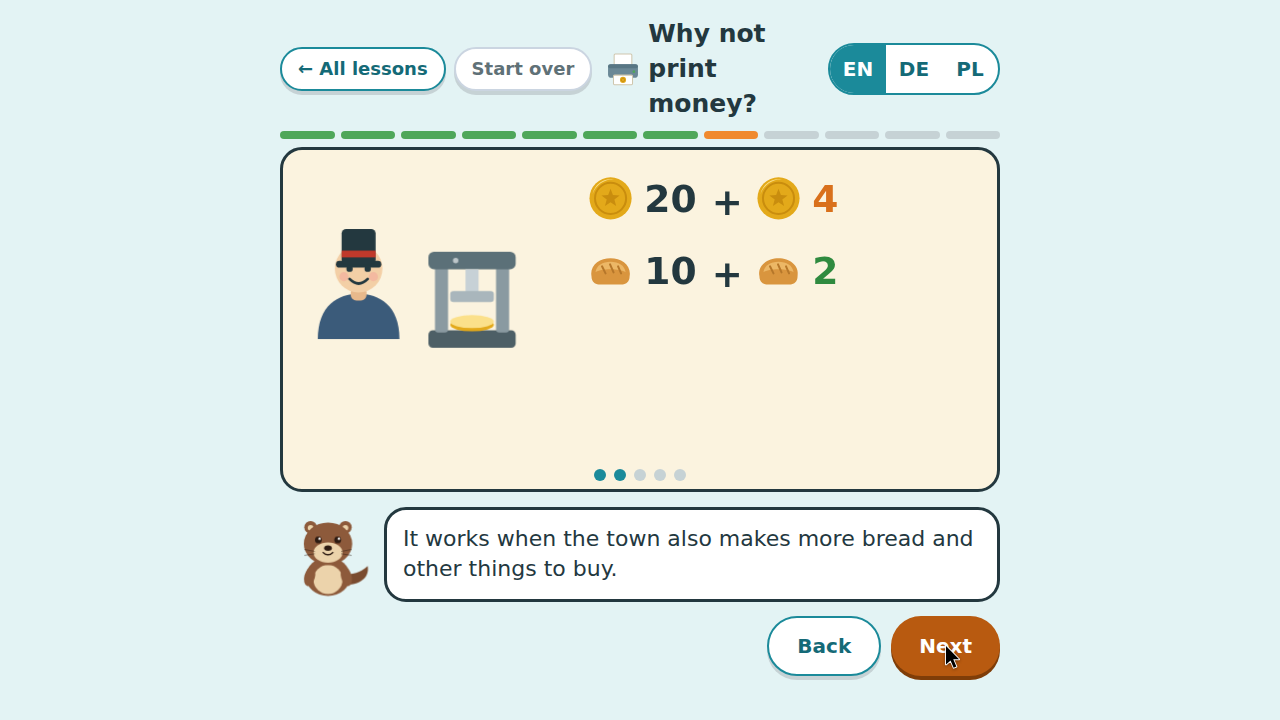 ← All lessons
Start over
Why not
print
money?
EN DE PL
20 + 4
10 + 2
It works when the town also makes more bread and
other things to buy.
Back
Next